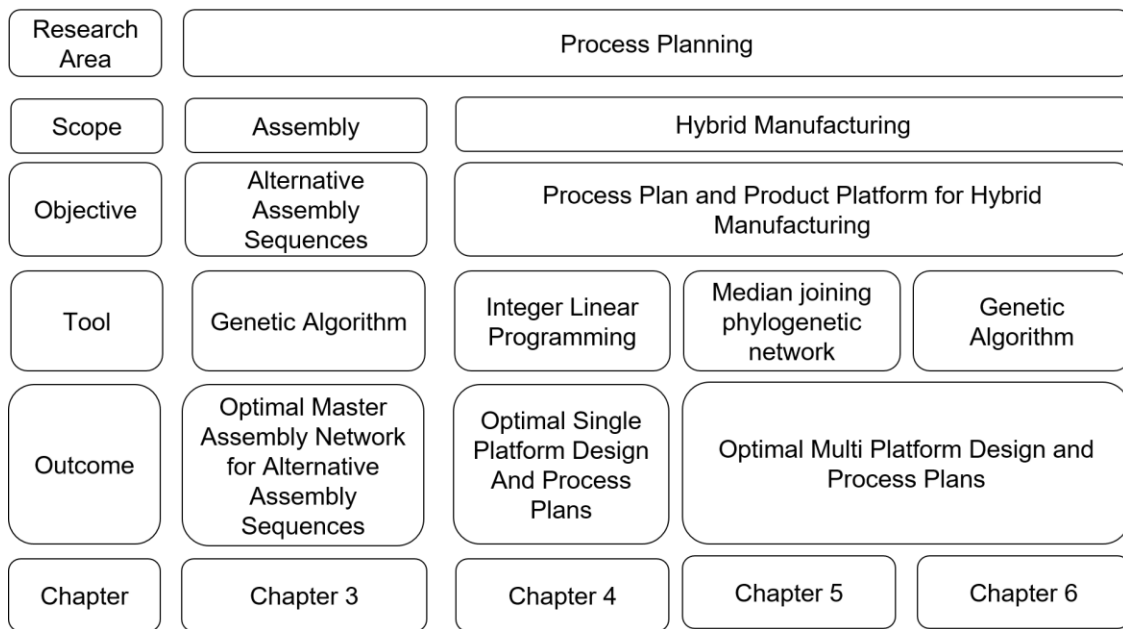 Research
Area
Process Planning
Scope
Assembly
Hybrid Manufacturing
Objective
Alternative
Assembly
Sequences
Process Plan and Product Platform for Hybrid
Manufacturing
Tool
Genetic Algorithm
Integer Linear
Programming
Median joining
phylogenetic
network
Genetic
Algorithm
Outcome
Optimal Master
Assembly Network
for Alternative
Assembly
Sequences
Optimal Single
Platform Design
And Process
Plans
Optimal Multi Platform Design and
Process Plans
Chapter
Chapter 3
Chapter 4
Chapter 5
Chapter 6